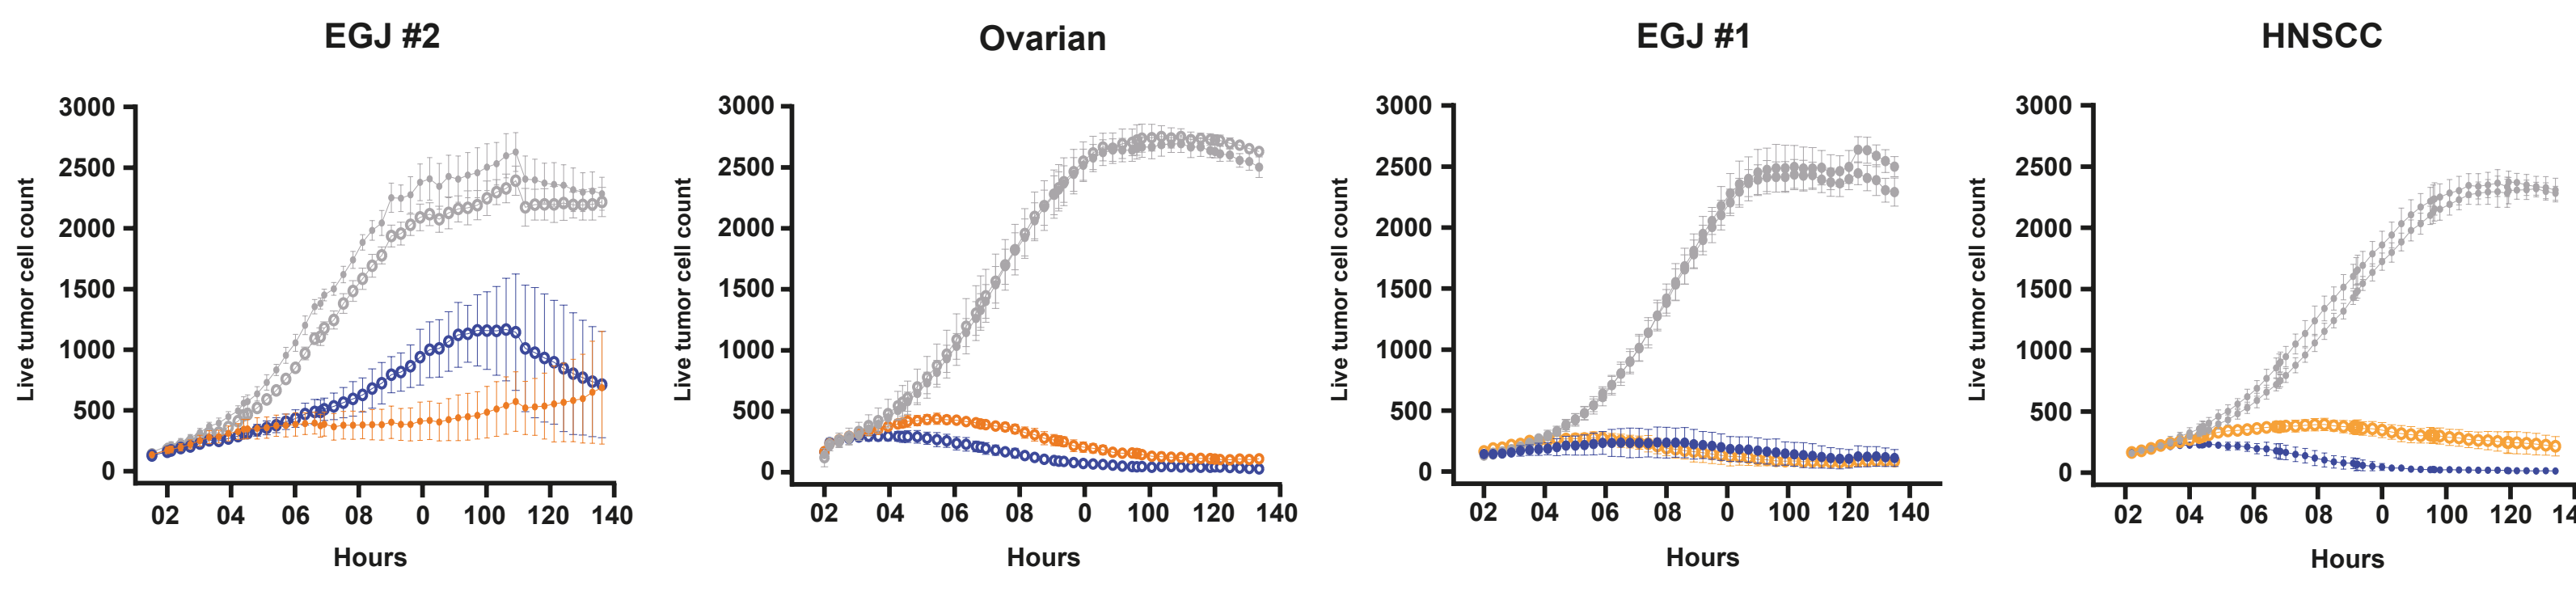 EGJ #2
3000
2500
2000
1500
1000
500
0
Live tumor cell count
02 04 06 08 0 100 120 140
Hours
Ovarian
3000
2500
2000
1500
1000
500
0
Live tumor cell count
02 04 06 08 0 100 120 140
Hours
EGJ #1
3000
2500
2000
1500
1000
500
0
Live tumor cell count
02 04 06 08 0 100 120 140
Hours
HNSCC
3000
2500
2000
1500
1000
500
0
Live tumor cell count
02 04 06 08 0 100 120 14
Hours